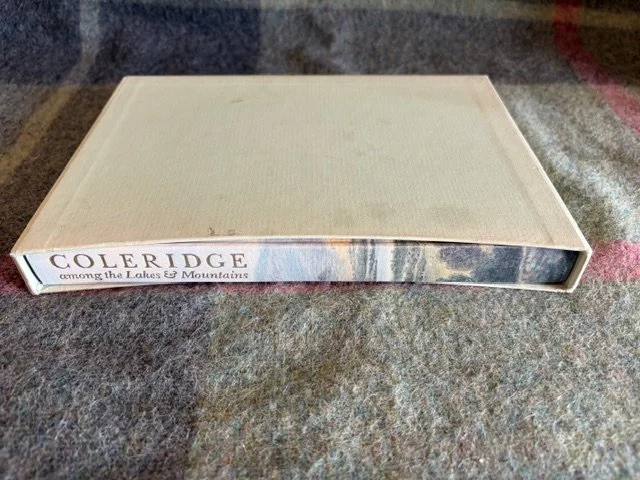 COLERIDGE
among the Lakes & Mountains